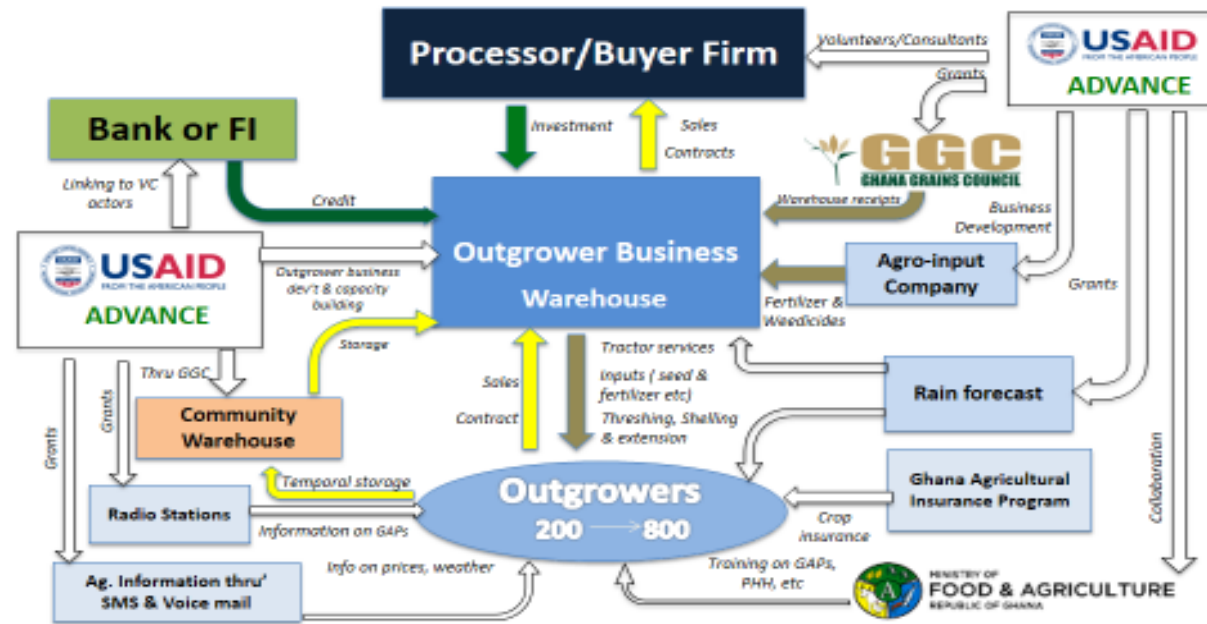 Processor/Buyer Firm
Volunteers/Consultants
Grants
USAID
FROM THE AMERICAN PEOPLE
ADVANCE
Bank or FI
Investment
Sales
Contracts
GGC
GHANA GRAINS COUNCIL
Linking to VC
actors
Credit
Warehouse receipts
Business
Development
USAID
FROM THE AMERICAN PEOPLE
ADVANCE
Outgrower Business
Warehouse
Agro-input
Company
Grants
Outgrower business
dev't & capacity
building
Fertilizer &
Weedicides
Storage
Thru GGC
Tractor services
Inputs ( seed &
fertilizer etc)
Threshing, Shelling
& extension
Sales
Contract
Rain forecast
Grants
Grants
Community
Warehouse
Collaboration
Temporal storage
Outgrowers
200 → 800
Ghana Agricultural
Insurance Program
Radio Stations
Information on GAPs
Crop
insurance
Info on prices, weather
Training on GAPs,
PHH, etc
Ag. Information thru'
SMS & Voice mail
MINISTRY OF
FOOD & AGRICULTURE
REPUBLIC OF GHANA